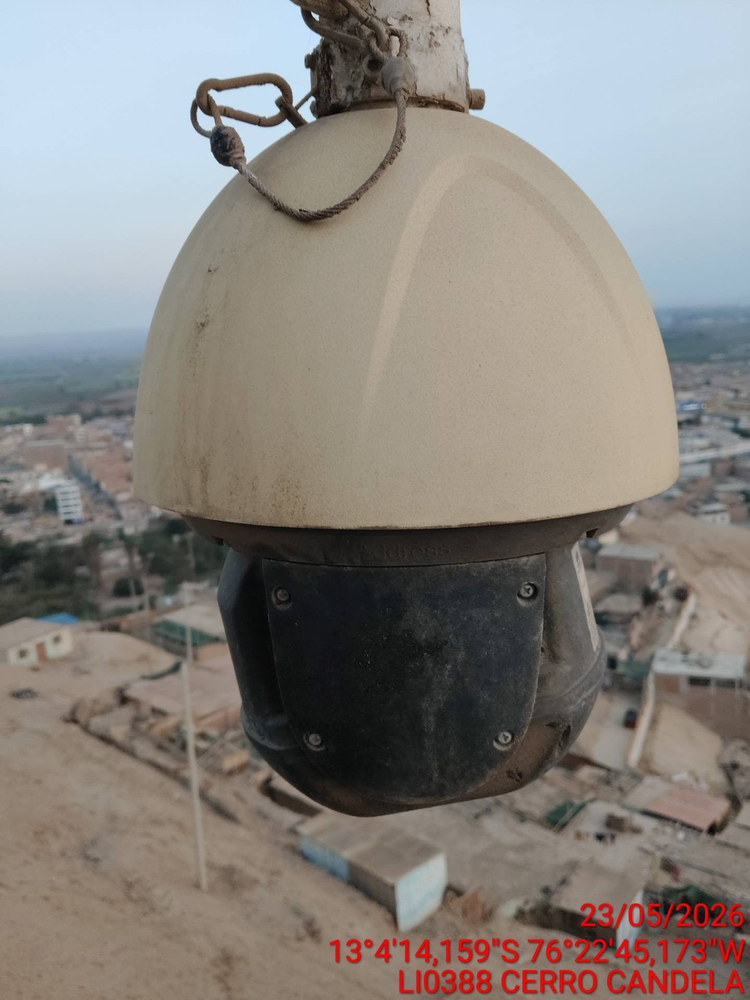 Address
23/05/2026
13°4'14,159"S 76°22'45,173"W
LI0388 CERRO CANDELA